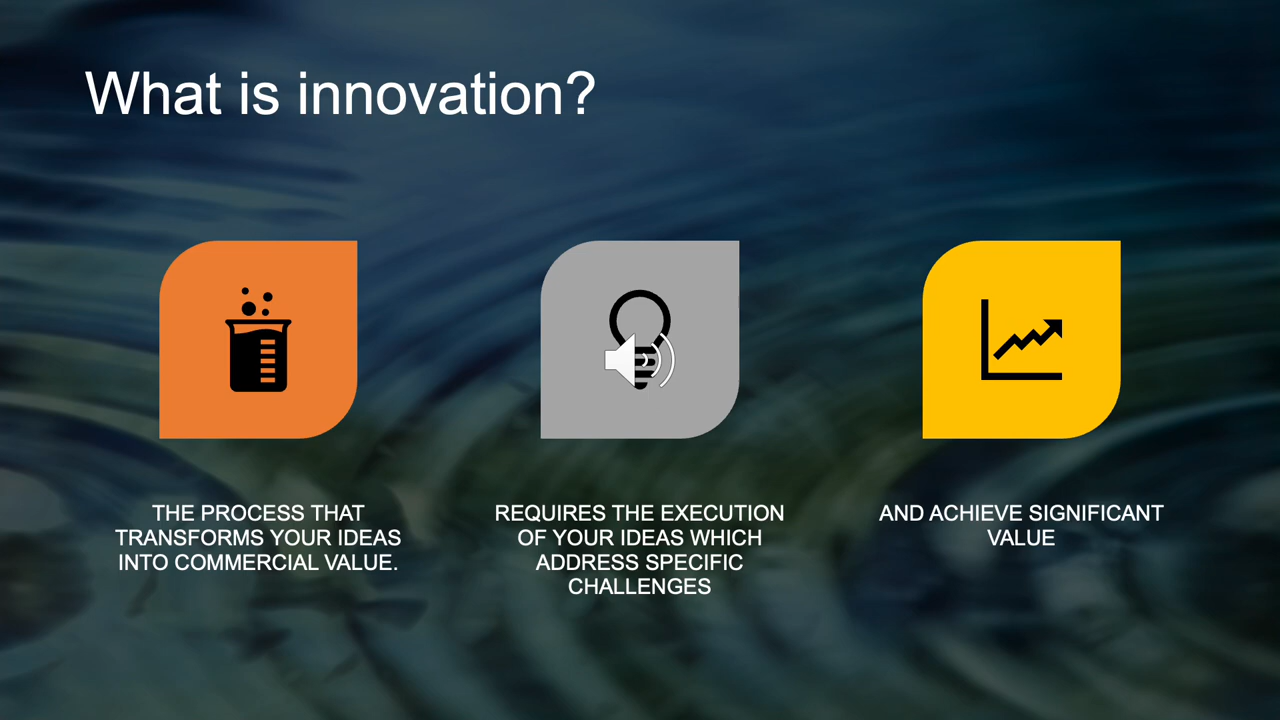 What is innovation?
THE PROCESS THAT
TRANSFORMS YOUR IDEAS
INTO COMMERCIAL VALUE.
REQUIRES THE EXECUTION
OF YOUR IDEAS WHICH
ADDRESS SPECIFIC
CHALLENGES
AND ACHIEVE SIGNIFICANT
VALUE